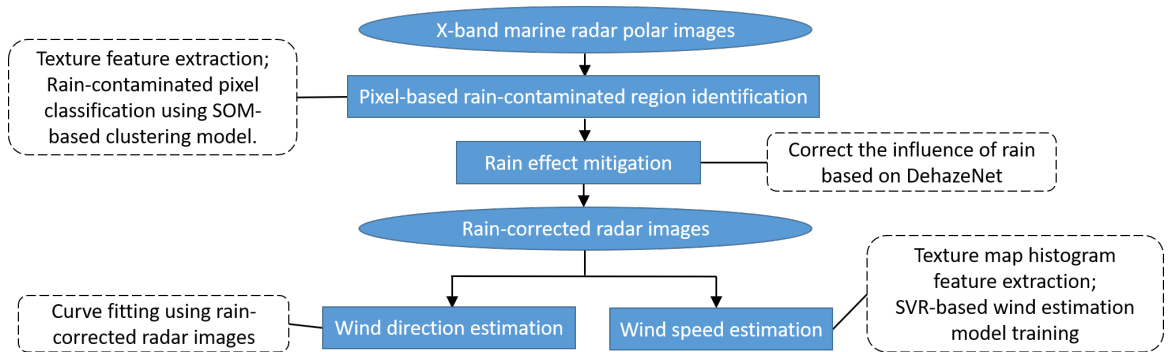 X-band marine radar polar images
Texture feature extraction;
Rain-contaminated pixel
classification using SOM-
based clustering model.
Pixel-based rain-contaminated region identification
Rain effect mitigation
Correct the influence of rain
based on DehazeNet
Rain-corrected radar images
Texture map histogram
feature extraction;
SVR-based wind estimation
model training
Curve fitting using rain-
corrected radar images
Wind direction estimation
Wind speed estimation